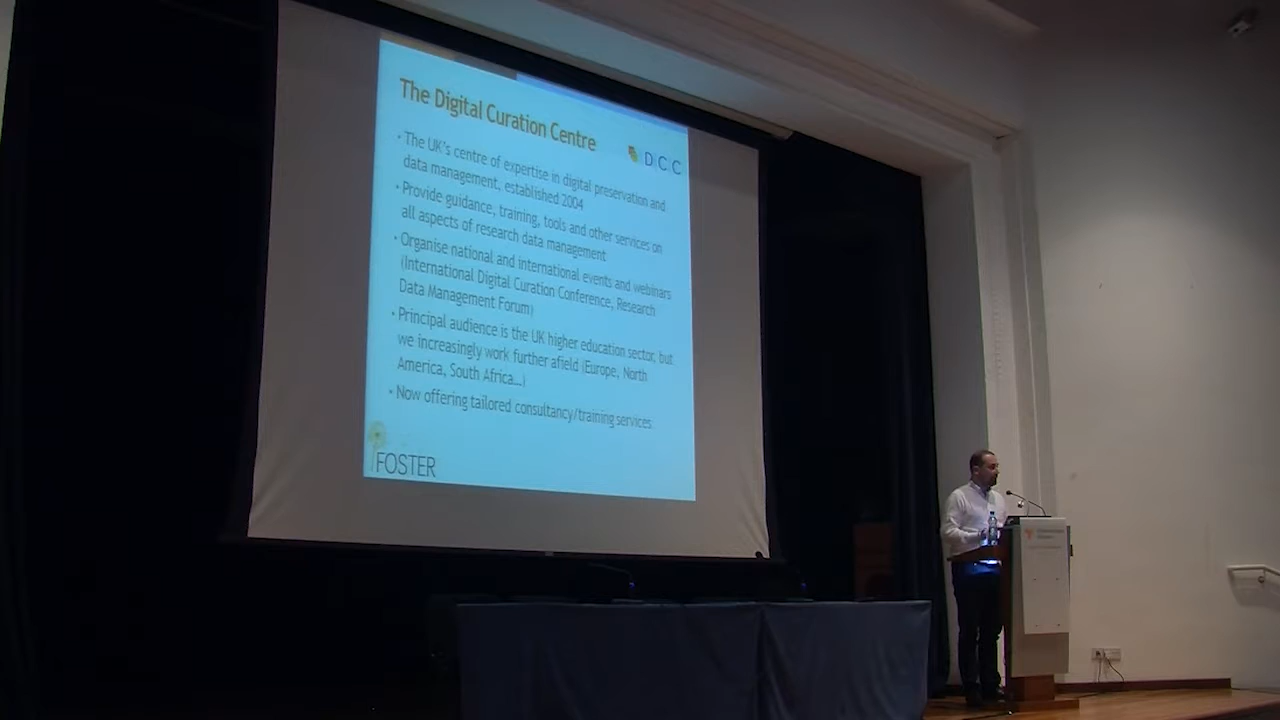 The Digital Curation Centre
D|C|C
• The UK's centre of expertise in digital preservation and
data management, established 2004
• Provide guidance, training, tools and other services on
all aspects of research data management
• Organise national and international events and webinars
(International Digital Curation Conference, Research
Data Management Forum)
• Principal audience is the UK higher education sector, but
we increasingly work further afield (Europe, North
America, South Africa...)
• Now offering tailored consultancy/training services
FOSTER